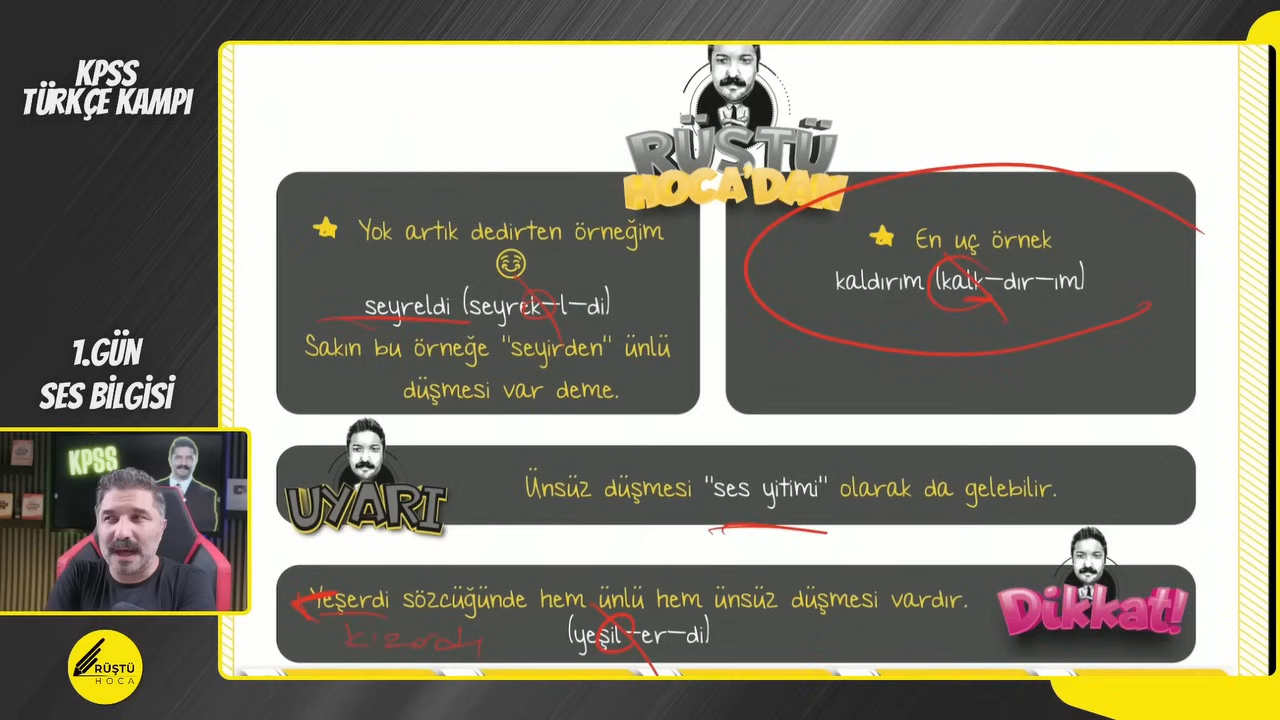 KPSS
TÜRKÇE KAMPI
1.GÜN
SES BİLGİSİ
KPSS
RÜŞTÜ
HOCA
RÜŞTÜ
HOCA'DAN
Yok artık dedirten örneğim
seyreldi (seyrek-l-di)
Sakın bu örneğe "seyirden" ünlü
düşmesi var deme.
En uç örnek
kaldırım (kalk-dır-ım)
UYARI
Ünsüz düşmesi "ses yitimi" olarak da gelebilir.
Yeşerdi sözcüğünde hem ünlü hem ünsüz düşmesi vardır.
(yeşil-er-di)
Dikkat!